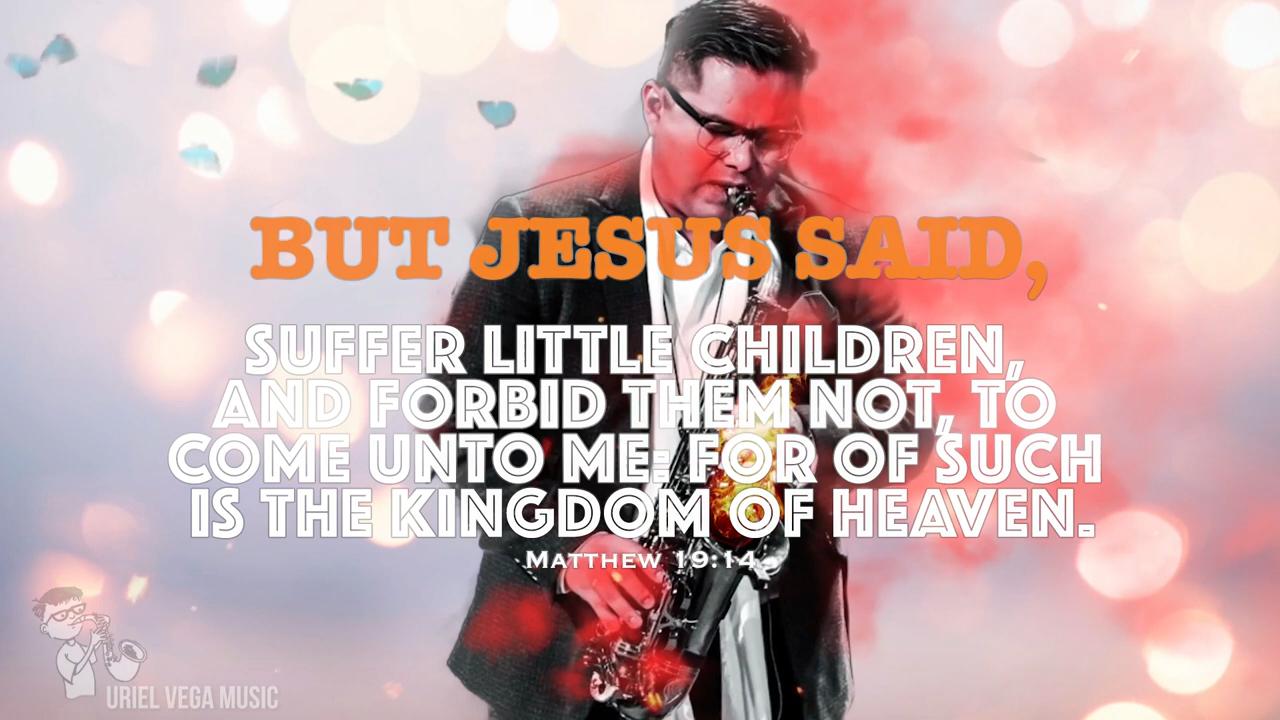 BUT JESUS SAID,
SUFFER LITTLE CHILDREN,
AND FORBID THEM NOT, TO
COME UNTO ME: FOR OF SUCH
IS THE KINGDOM OF HEAVEN.
MATTHEW 19:14
URIEL VEGA MUSIC